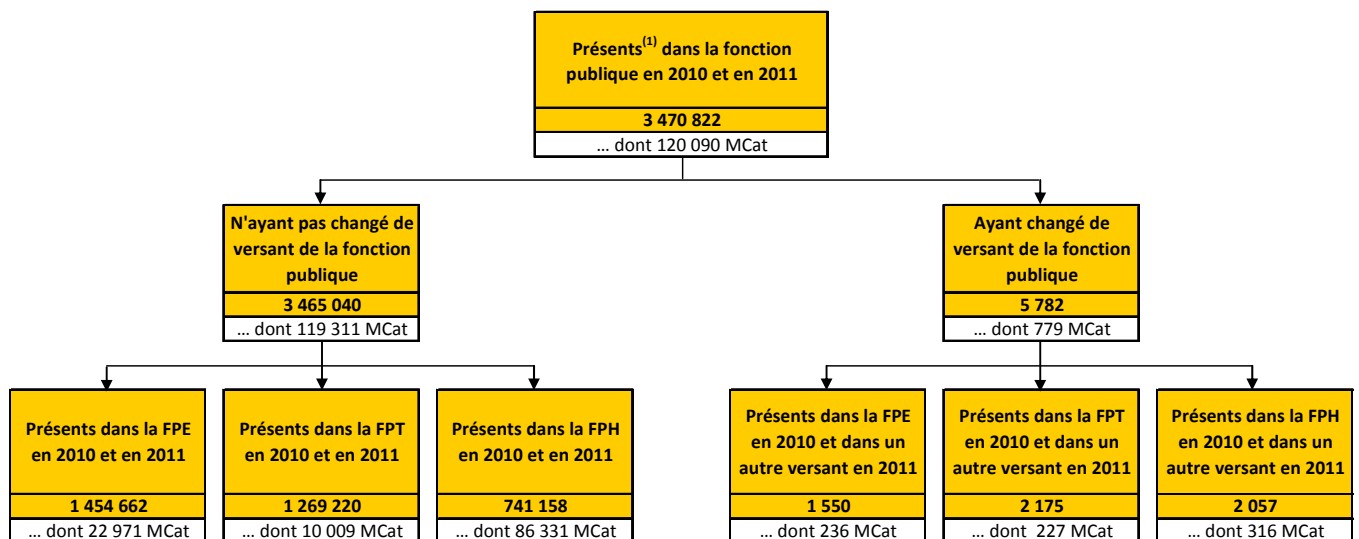 Présents(1) dans la fonction
publique en 2010 et en 2011
3 470 822
... dont 120 090 MCat
N'ayant pas changé de
versant de la fonction
publique
3 465 040
... dont 119 311 MCat
Ayant changé de
versant de la fonction
publique
5 782
... dont 779 MCat
Présents dans la FPE
en 2010 et en 2011
1 454 662
... dont 22 971 MCat
Présents dans la FPT
en 2010 et en 2011
1 269 220
... dont 10 009 MCat
Présents dans la FPH
en 2010 et en 2011
741 158
... dont 86 331 MCat
Présents dans la FPE
en 2010 et dans un
autre versant en 2011
1 550
... dont 236 MCat
Présents dans la FPT
en 2010 et dans un
autre versant en 2011
2 175
... dont  227 MCat
Présents dans la FPH
en 2010 et dans un
autre versant en 2011
2 057
... dont 316 MCat